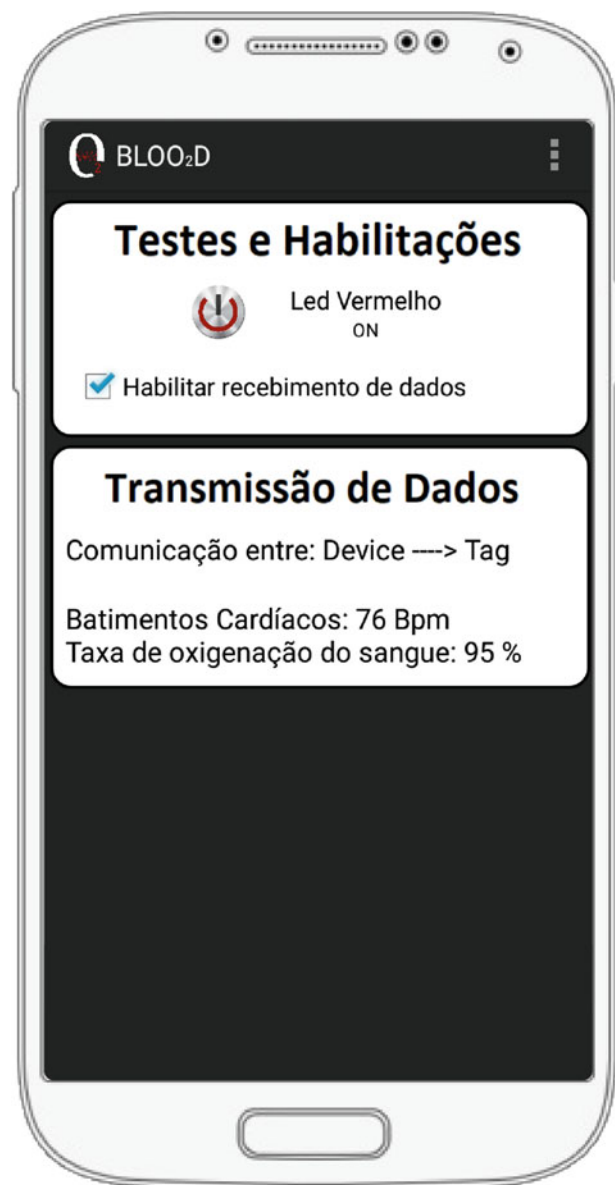 BLOO₂D
Testes e Habilitações
Led Vermelho
ON
Habilitar recebimento de dados
Transmissão de Dados
Comunicação entre: Device ----> Tag
Batimentos Cardíacos: 76 Bpm
Taxa de oxigenação do sangue: 95 %